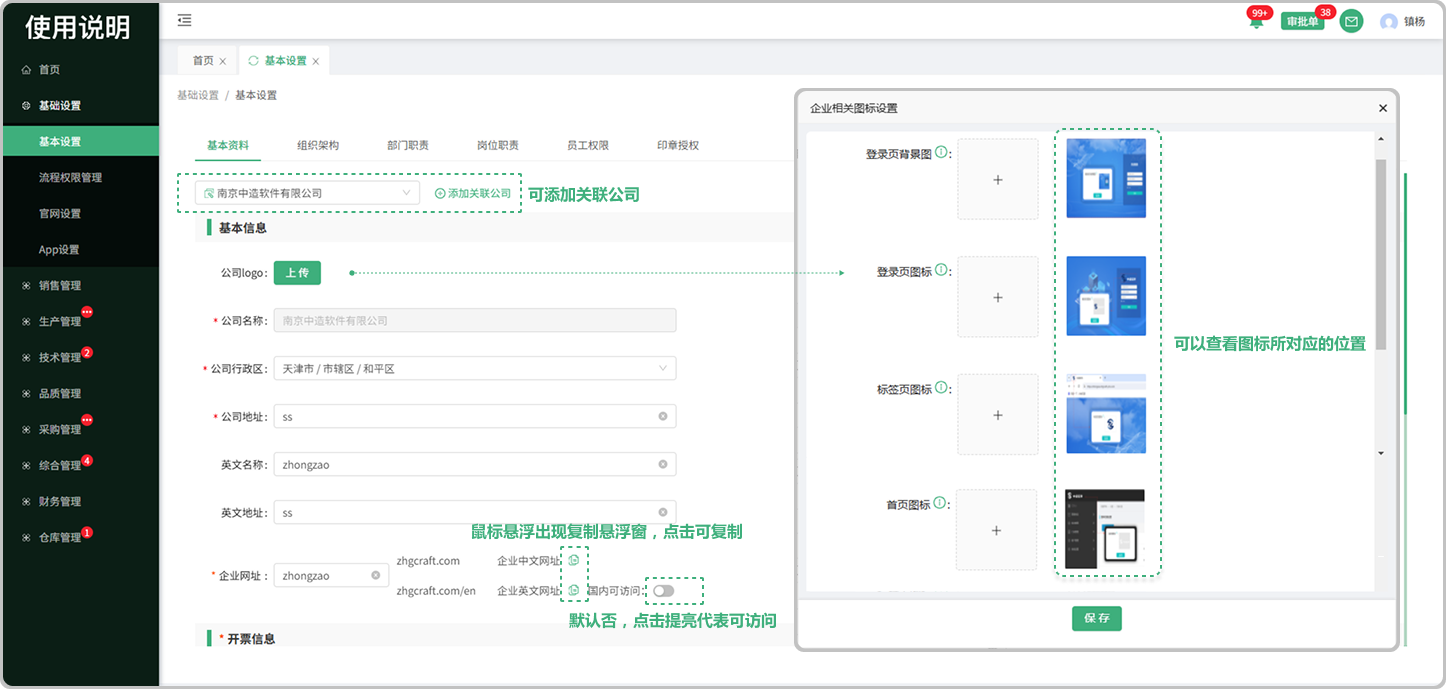 使用说明
99+
审批单
38
镇杨
首页
基础设置
基本设置
流程权限管理
官网设置
App设置
销售管理
生产管理
技术管理
2
品质管理
采购管理
综合管理
4
财务管理
仓库管理
1
首页
基本设置
基础设置 / 基本设置
基本资料
组织架构
部门职责
岗位职责
员工权限
印章授权
南京中造软件有限公司
添加关联公司
可添加关联公司
基本信息
公司logo:
上传
* 公司名称:
南京中造软件有限公司
* 公司行政区:
天津市 / 市辖区 / 和平区
* 公司地址:
ss
英文名称:
zhongzao
英文地址:
ss
鼠标悬浮出现复制悬浮窗，点击可复制
* 企业网址:
zhongzao
zhgcraft.com
企业中文网址
zhgcraft.com/en
企业英文网址
国内可访问:
默认否，点击提亮代表可访问
* 开票信息
企业相关图标设置
登录页背景图 :
登录页图标 :
标签页图标 :
首页图标 :
可以查看图标所对应的位置
保存